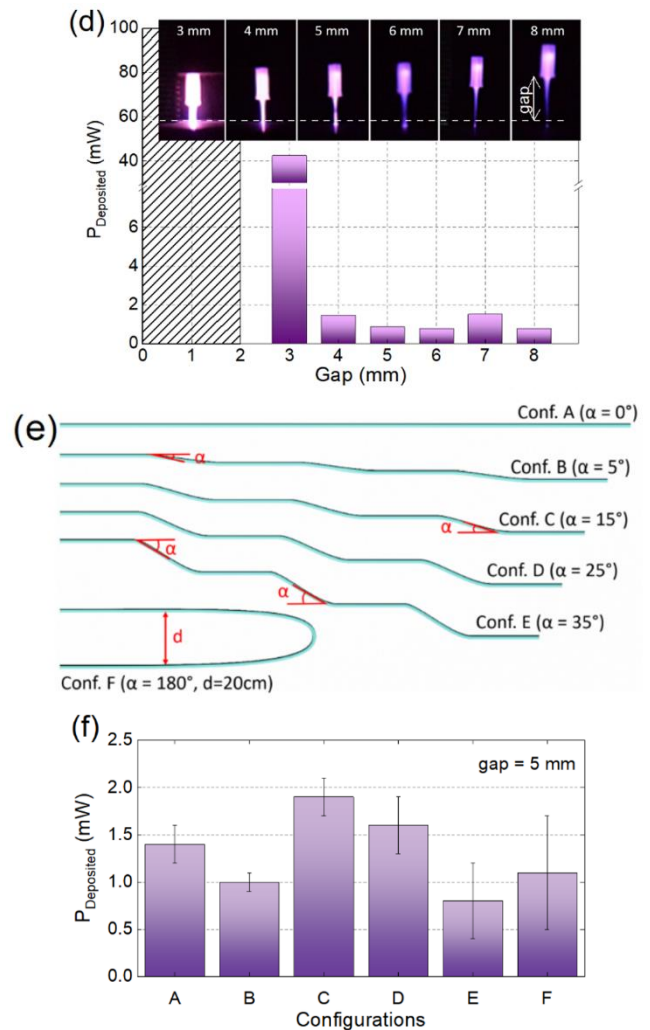 (d)
3 mm
4 mm
5 mm
6 mm
7 mm
8 mm
gap
100
80
60
40
6
4
2
0
P_Deposited (mW)
0 1 2 3 4 5 6 7 8
Gap (mm)
(e)
Conf. A (α = 0°)
α
Conf. B (α = 5°)
α
Conf. C (α = 15°)
α
Conf. D (α = 25°)
α
Conf. E (α = 35°)
d
Conf. F (α = 180°, d=20cm)
(f)
gap = 5 mm
2.5
2.0
1.5
1.0
0.5
0.0
P_Deposited (mW)
A B C D E F
Configurations